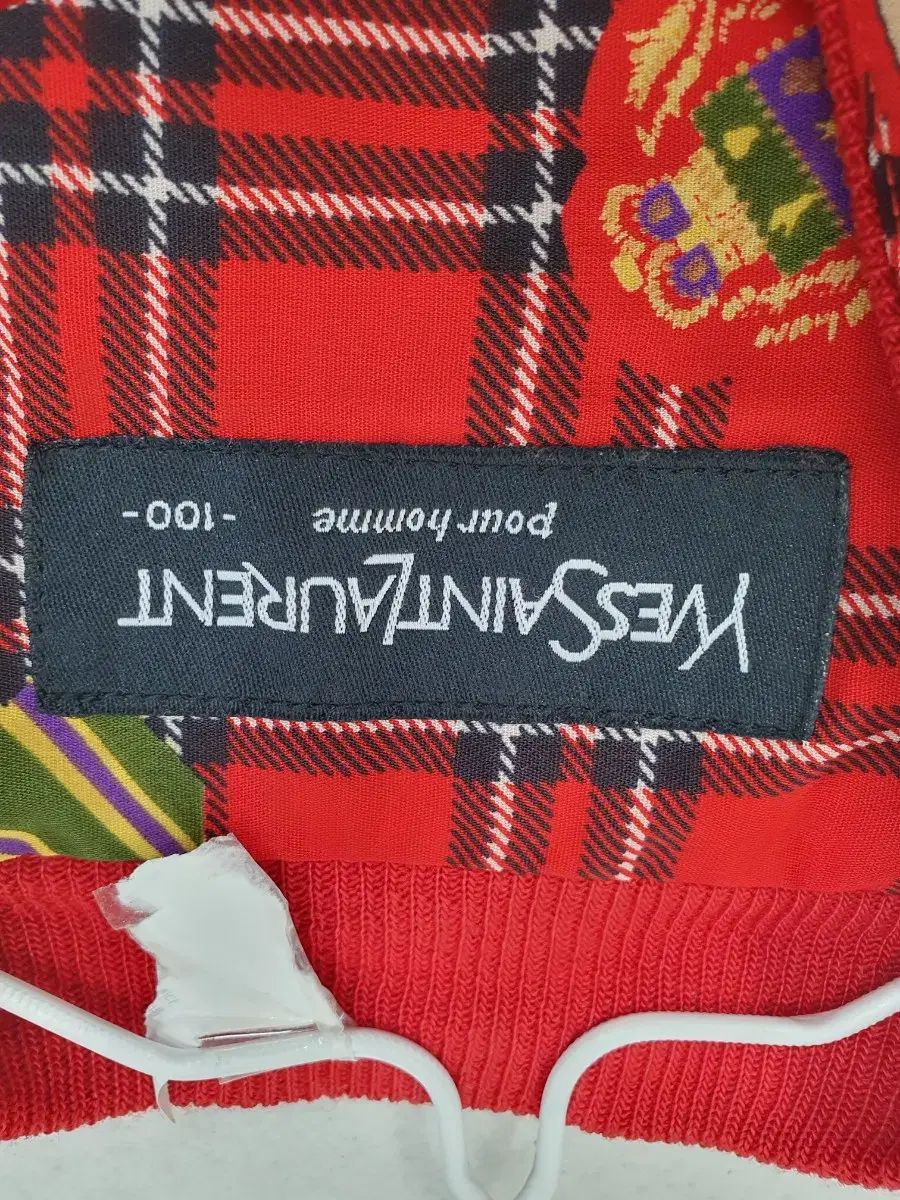 YVESSAINTLAURENT
pour homme
-100-